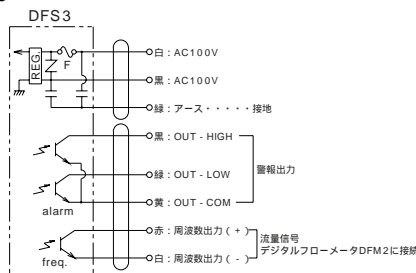 DFS3
REG.
F
白：AC100V
黒：AC100V
緑：アース・・・・・接地
黒：OUT - HIGH
緑：OUT - LOW
警報出力
黄：OUT - COM
alarm
赤：周波数出力(+)
流量信号
デジタルフローメータDFM2に接続
白：周波数出力(-)
freq.